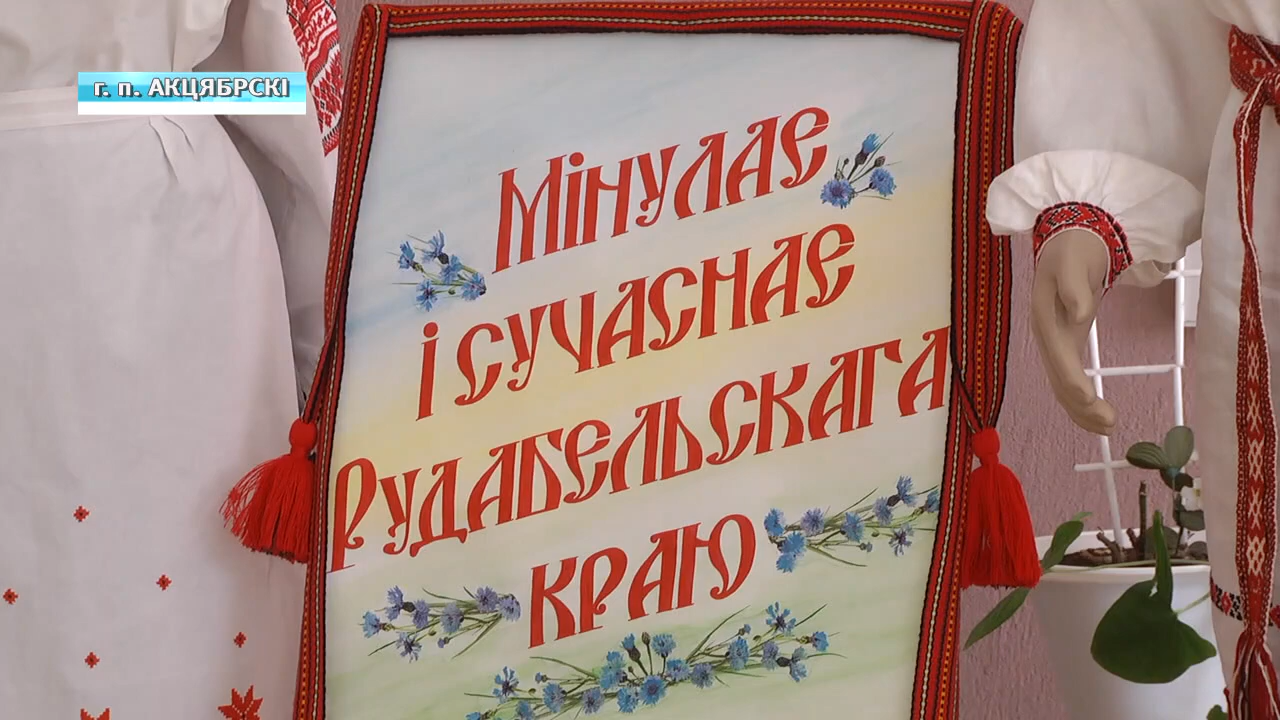 г. п. АКЦЯБРСКІ
Мінулае
і сучаснае
Рудабельскага
краю